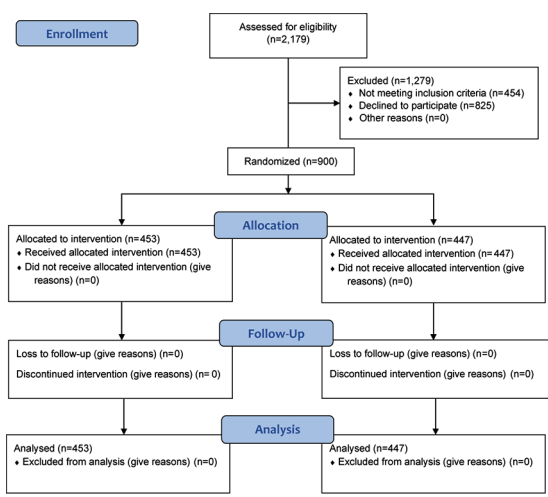 Enrollment
Assessed for eligibility
(n=2,179)
Excluded (n=1,279)
♦ Not meeting inclusion criteria (n=454)
♦ Declined to participate (n=825)
♦ Other reasons (n=0)
Randomized (n=900)
Allocation
Allocated to intervention (n=453)
♦ Received allocated intervention (n=453)
♦ Did not receive allocated intervention (give
reasons) (n=0)
Allocated to intervention (n=447)
♦ Received allocated intervention (n=447)
♦ Did not receive allocated intervention (give
reasons) (n=0)
Follow-Up
Loss to follow-up (give reasons) (n=0)
Discontinued intervention (give reasons) (n= 0)
Loss to follow-up (give reasons) (n=0)
Discontinued intervention (give reasons) (n=0)
Analysis
Analysed (n=453)
♦ Excluded from analysis (give reasons) (n=0)
Analysed (n=447)
♦ Excluded from analysis (give reasons) (n=0)